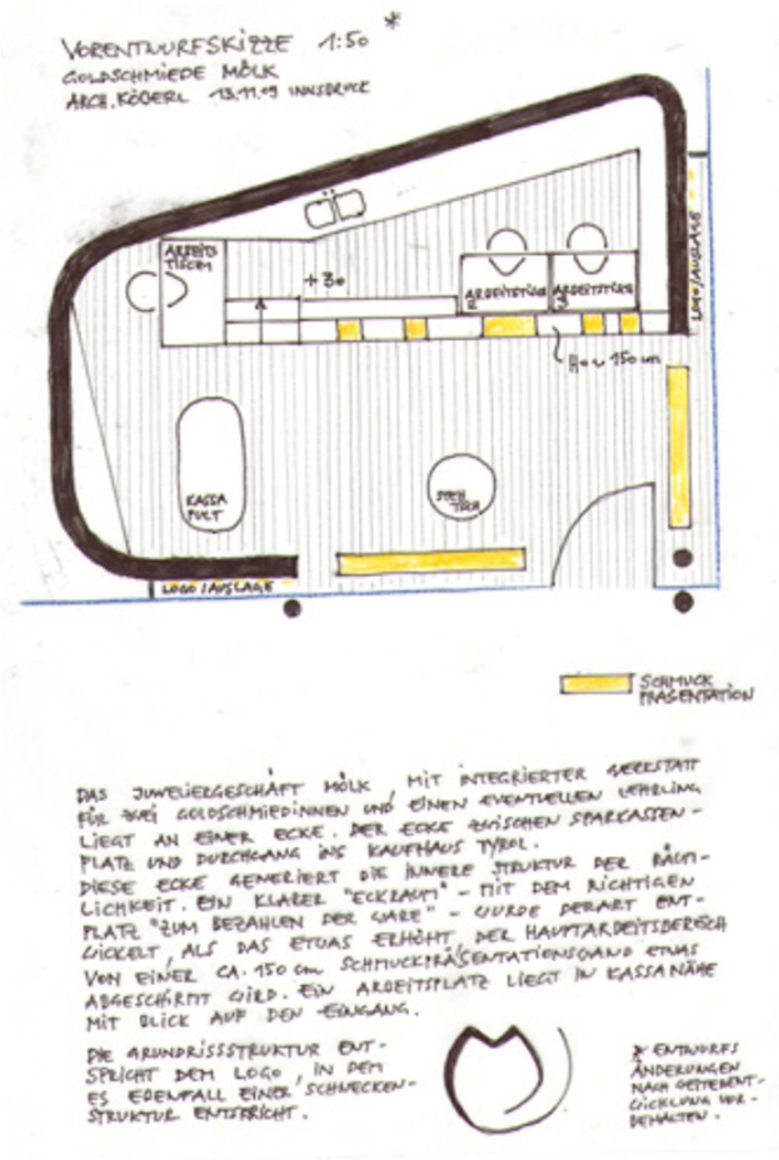 VORENTWURFSKIZZE 1:50 *
GOLDSCHMIEDE MÖLK
ARCH. KÖBERL 13.11.09 INNSBRUCK
ARBEITS
TISCH
+30
ARBEITSTISCH
ARBEITSTISCH
LOGO/AUSLAGE
H = ~ 150 cm
KASSA
PULT
STEH
TISCH
LOGO/AUSLAGE
SCHMUCK
PRÄSENTATION
DAS JUWELIERGESCHÄFT MÖLK, MIT INTEGRIERTER WERKSTATT
FÜR ZWEI GOLDSCHMIEDINNEN UND EINEN EVENTUELLEN LEHRLING
LIEGT AN EINER ECKE. DER ECKE ZWISCHEN SPARKASSEN-
PLATZ UND DURCHGANG INS KAUFHAUS TYROL.
DIESE ECKE GENERIERT DIE INNERE STRUKTUR DER RÄUM-
LICHKEIT. EIN KLARER "ECKRAUM" - MIT DEM RICHTIGEN
PLATZ "ZUM BEZAHLEN DER WARE" - WURDE DERART ENT-
WICKELT, ALS DAS ETWAS ERHÖHT, DER HAUPTARBEITSBEREICH
VON EINER CA. 150 cm SCHMUCKPRÄSENTATIONSWAND ETWAS
ABGESCHIRMT WIRD. EIN ARBEITSPLATZ LIEGT IN KASSANÄHE
MIT BLICK AUF DEN EINGANG.
DIE GRUNDRISSSTRUKTUR ENT-
SPRICHT DEM LOGO, IN DEM
ES EBENFALL EINER SCHNECKEN-
STRUKTUR ENTSPRICHT.
* ENTWURFS
ÄNDERUNGEN
NACH WEITERENT-
WICKLUNG VOR-
BEHALTEN.